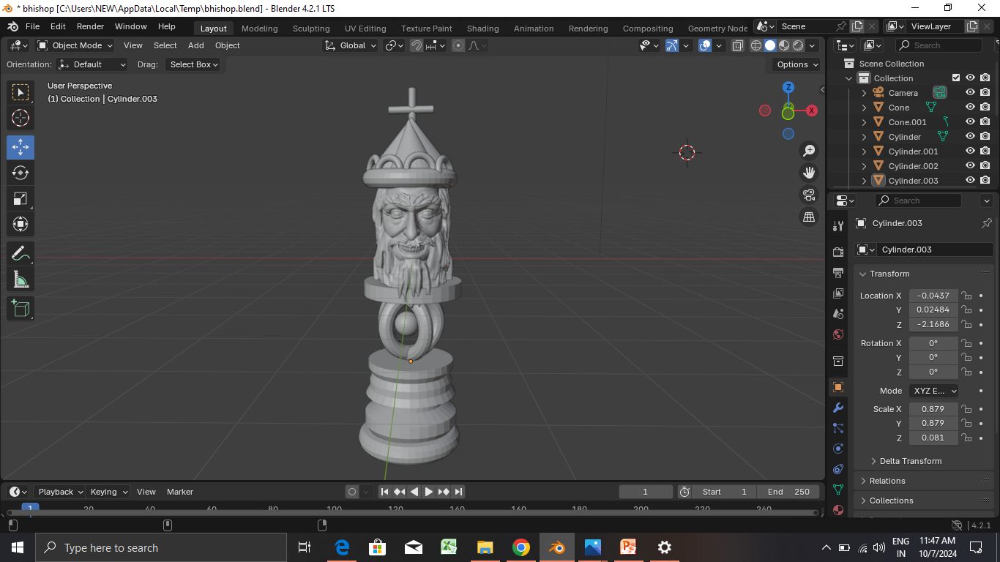 * bhishop [C:\Users\NEW\AppData\Local\Temp\bhishop.blend] - Blender 4.2.1 LTS
File Edit Render Window Help Layout Modeling Sculpting UV Editing Texture Paint Shading Animation Rendering Compositing Geometry Node Scene ViewLayer
Object Mode View Select Add Object Global Search
Orientation: Default Drag: Select Box Options
User Perspective
(1) Collection | Cylinder.003
Z
X
Scene Collection
Collection
Camera
Cone
Cone.001
Cylinder
Cylinder.001
Cylinder.002
Cylinder.003
Search
Cylinder.003
Cylinder.003
Transform
Location X -0.0437
Y 0.02484
Z -2.1686
Rotation X 0°
Y 0°
Z 0°
Mode XYZ E...
Scale X 0.879
Y 0.879
Z 0.081
Delta Transform
Relations
Collections
Playback Keying View Marker 1 Start 1 End 250
1 20 40 60 80 100 120 140 160 180 200 220 240
4.2.1
Type here to search
ENG 11:47 AM
IN 10/7/2024